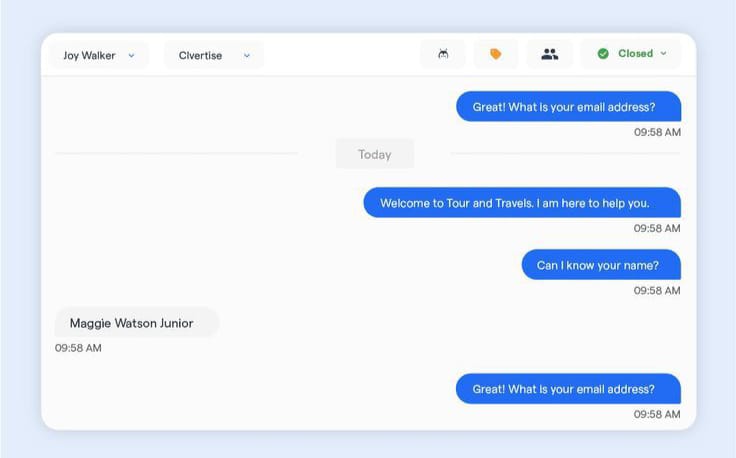 Joy Walker
Clvertise
Closed
Great! What is your email address?
09:58 AM
Today
Welcome to Tour and Travels. I am here to help you.
09:58 AM
Can I know your name?
09:58 AM
Maggie Watson Junior
09:58 AM
Great! What is your email address?
09:58 AM